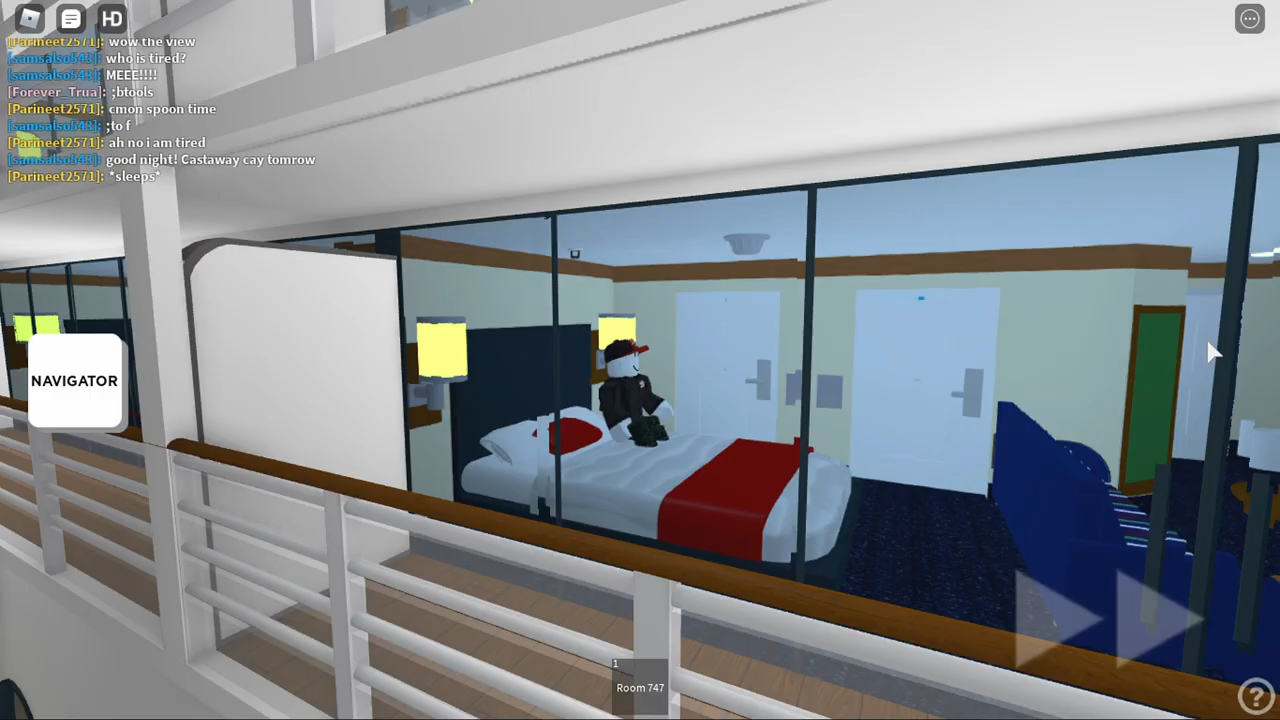 HD
[Parineet2571]: wow the view
[samsalso543]: who is tired?
[samsalso543]: MEEE!!!!
[Forever_Trua]: ;btools
[Parineet2571]: cmon spoon time
[samsalso543]: ;to f
[Parineet2571]: ah no i am tired
[samsalso543]: good night! Castaway cay tomrow
[Parineet2571]: *sleeps*
NAVIGATOR
1
Room 747
?